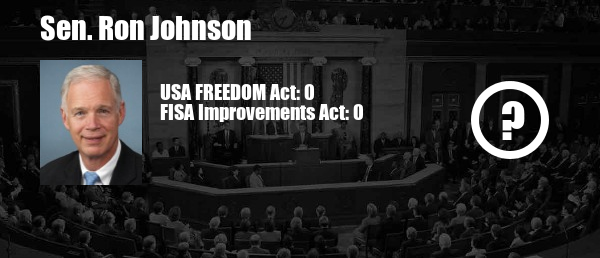 Sen. Ron Johnson
USA FREEDOM Act: 0
FISA Improvements Act: 0
?